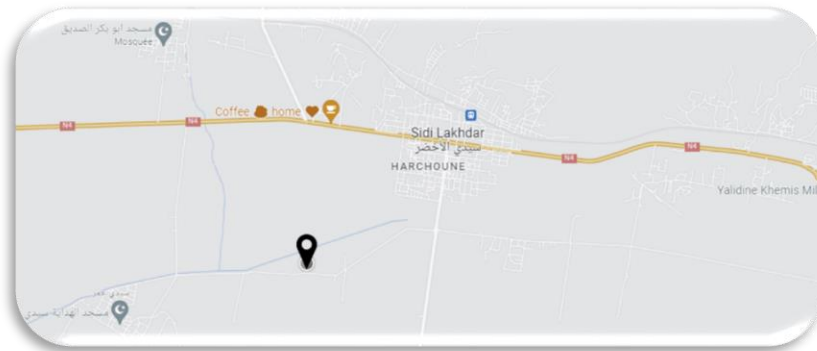 مسجد ابو بكر الصديق
Mosquée
Coffee home
N4
N4
Sidi Lakhdar
سيدي الأخضر
HARCHOUNE
N4
N4
Yalidine Khemis Mil
مسجد الهداية سيدي